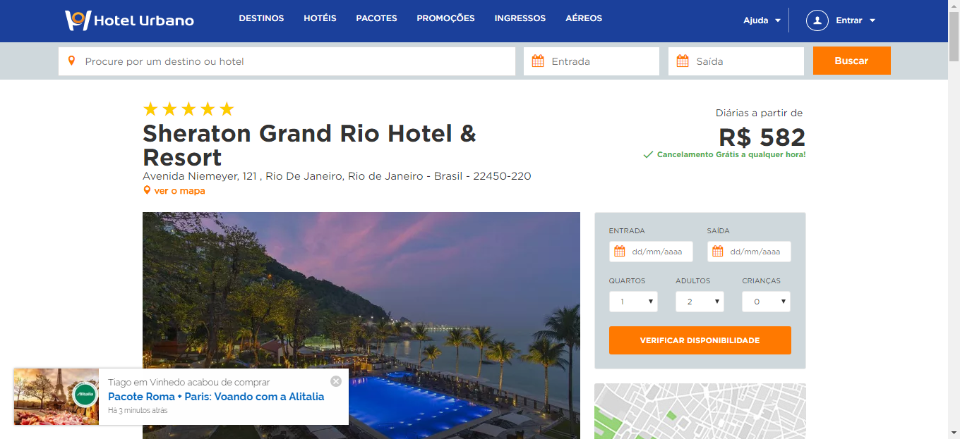 Hotel Urbano
DESTINOS HOTÉIS PACOTES PROMOÇÕES INGRESSOS AÉREOS
Ajuda Entrar
Procure por um destino ou hotel
Entrada
Saída
Buscar
Sheraton Grand Rio Hotel &
Resort
Avenida Niemeyer, 121 , Rio De Janeiro, Rio de Janeiro - Brasil - 22450-220
ver o mapa
Diárias a partir de
R$ 582
Cancelamento Grátis a qualquer hora!
ENTRADA SAÍDA
dd/mm/aaaa dd/mm/aaaa
QUARTOS ADULTOS CRIANÇAS
1 2 0
VERIFICAR DISPONIBILIDADE
Alitalia
Tiago em Vinhedo acabou de comprar
Pacote Roma + Paris: Voando com a Alitalia
Há 3 minutos atrás